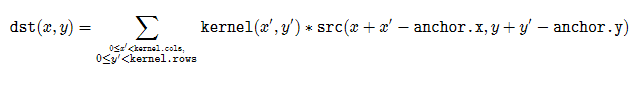 dst(x, y) = ∑ kernel(x′, y′) ∗ src(x + x′ − anchor.x, y + y′ − anchor.y)
0≤x′<kernel.cols,
0≤y′<kernel.rows